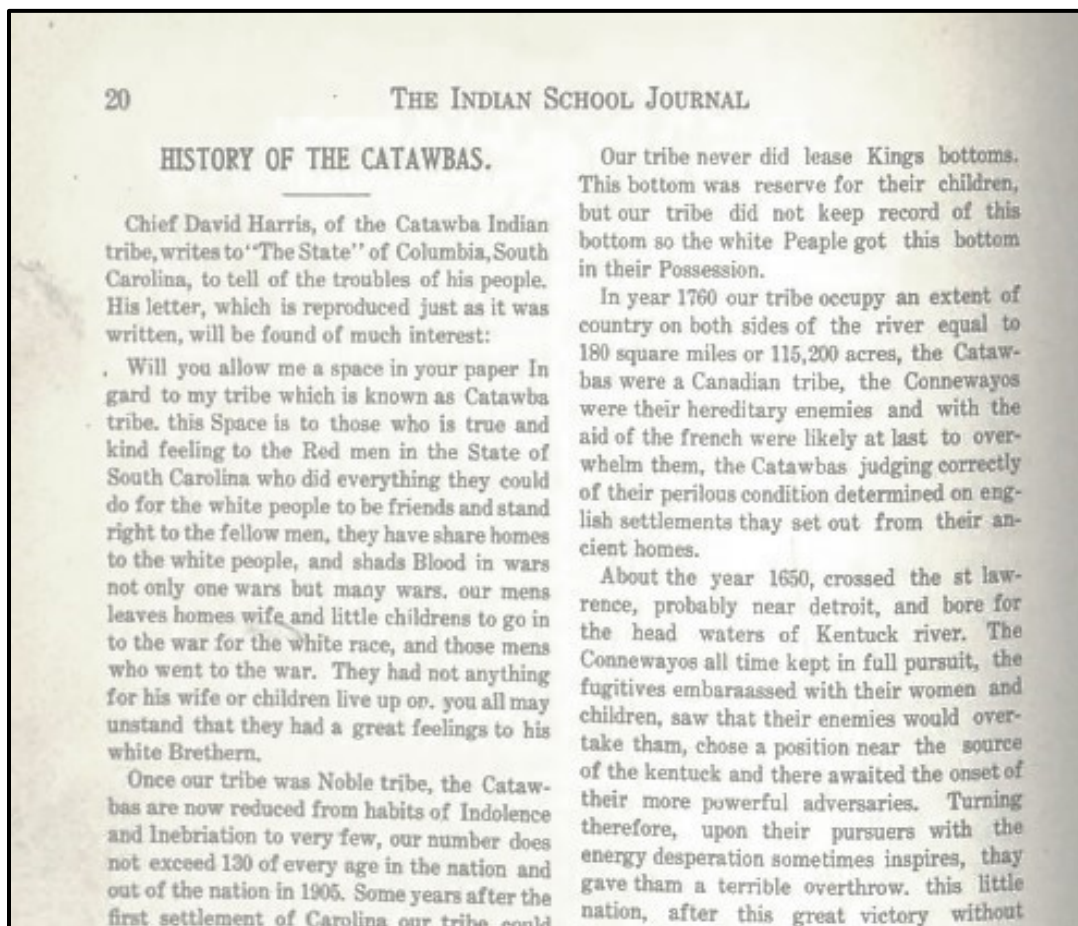 20
THE INDIAN SCHOOL JOURNAL
HISTORY OF THE CATAWBAS.
Chief David Harris, of the Catawba Indian
tribe, writes to "The State" of Columbia, South
Carolina, to tell of the troubles of his people.
His letter, which is reproduced just as it was
written, will be found of much interest:
Will you allow me a space in your paper In
gard to my tribe which is known as Catawba
tribe. this Space is to those who is true and
kind feeling to the Red men in the State of
South Carolina who did everything they could
do for the white people to be friends and stand
right to the fellow men, they have share homes
to the white people, and shads Blood in wars
not only one wars but many wars. our mens
leaves homes wife and little childrens to go in
to the war for the white race, and those mens
who went to the war. They had not anything
for his wife or children live up on. you all may
unstand that they had a great feelings to his
white Brethern.
Once our tribe was Noble tribe, the Cataw-
bas are now reduced from habits of Indolence
and Inebriation to very few, our number does
not exceed 130 of every age in the nation and
out of the nation in 1905. Some years after the
first settlement of Carolina our tribe could
Our tribe never did lease Kings bottoms.
This bottom was reserve for their children,
but our tribe did not keep record of this
bottom so the white Peaple got this bottom
in their Possession.
In year 1760 our tribe occupy an extent of
country on both sides of the river equal to
180 square miles or 115,200 acres, the Cataw-
bas were a Canadian tribe, the Connewayos
were their hereditary enemies and with the
aid of the french were likely at last to over-
whelm them, the Catawbas judging correctly
of their perilous condition determined on eng-
lish settlements thay set out from their an-
cient homes.
About the year 1650, crossed the st law-
rence, probably near detroit, and bore for
the head waters of Kentuck river. The
Connewayos all time kept in full pursuit, the
fugitives embaraassed with their women and
children, saw that their enemies would over-
take tham, chose a position near the source
of the kentuck and there awaited the onset of
their more powerful adversaries. Turning
therefore, upon their pursuers with the
energy desperation sometimes inspires, thay
gave tham a terrible overthrow. this little
nation, after this great victory without